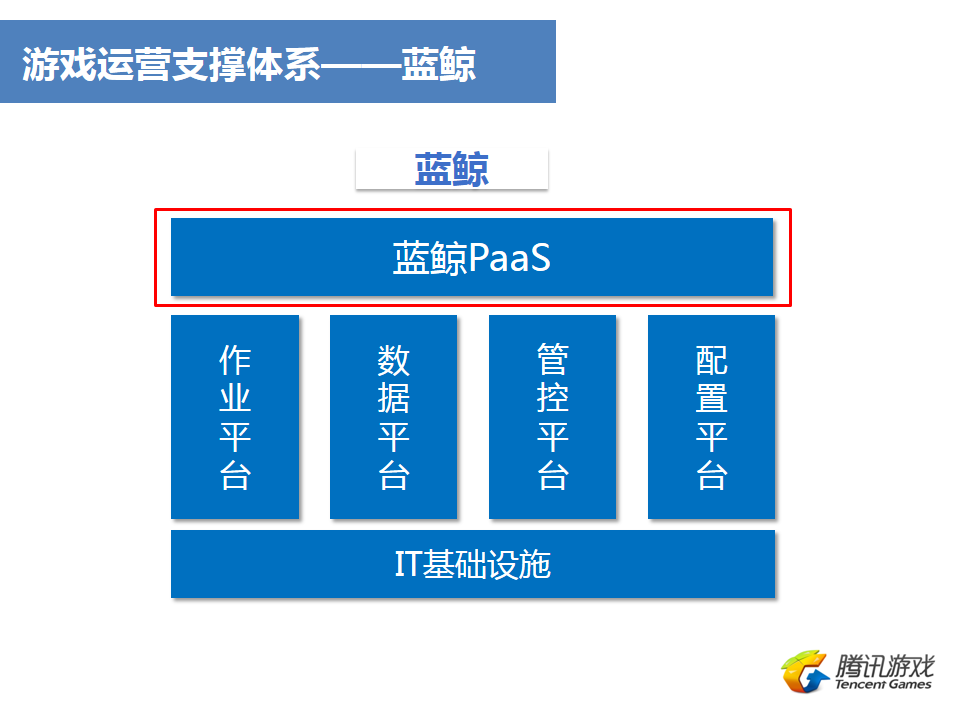 游戏运营支撑体系——蓝鲸
蓝鲸
蓝鲸PaaS
作业平台
数据平台
管控平台
配置平台
IT基础设施
腾讯游戏
Tencent Games